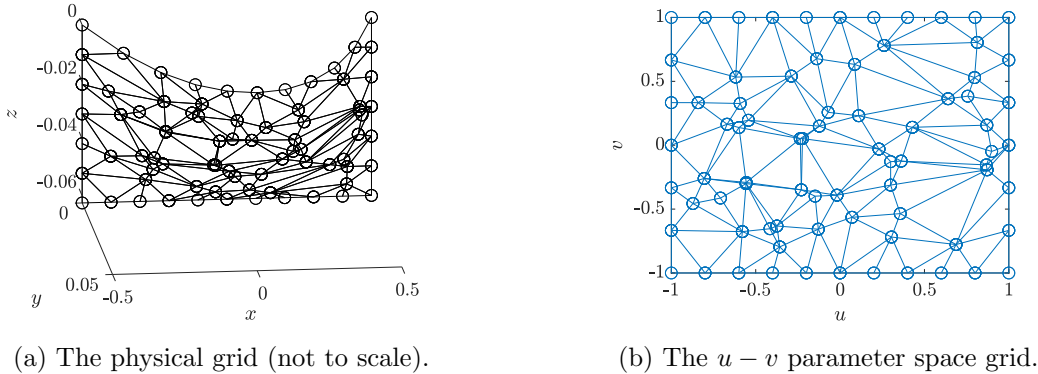 0
-0.02
-0.04
-0.06
0
0.05
-0.5
0
0.5
z
y
x
1
0.5
0
-0.5
-1
-1
-0.5
0
0.5
1
v
u
(a) The physical grid (not to scale).
(b) The u − v parameter space grid.